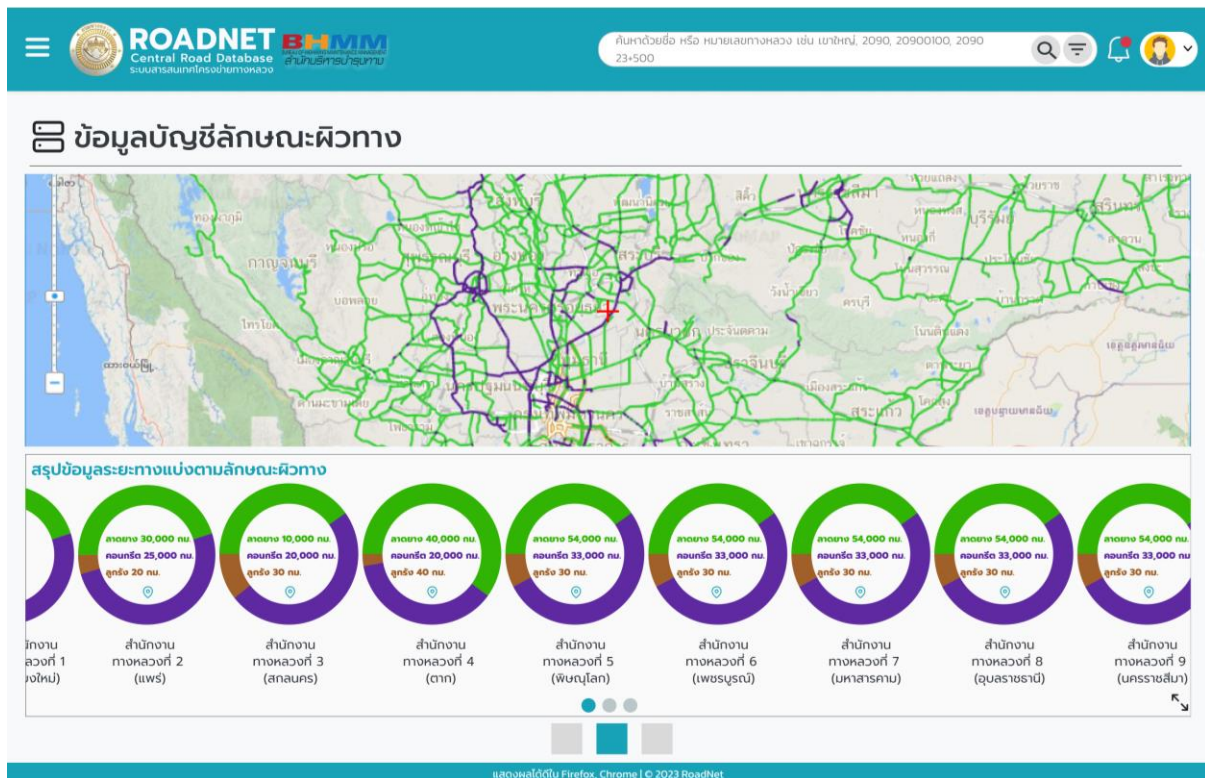 ROADNET
Central Road Database
ระบบสารสนเทศโครงข่ายทางหลวง
BHMM
สำนักบริหารบำรุงทาง
ค้นหาด้วยชื่อ หรือ หมายเลขทางหลวง เช่น เขาใหญ่, 2090, 20900100, 2090
23+500
ข้อมูลบัญชีลักษณะผิวทาง
กาญจนบุรี
สีคิ้ว
บุรีรัมย์
ครบุรี
ประจันตคาม
สระแก้ว
สรุปข้อมูลระยะทางแบ่งตามลักษณะผิวทาง
ลาดยาง 30,000 กม.
คอนกรีต 25,000 กม.
ลูกรัง 20 กม.
ลาดยาง 10,000 กม.
คอนกรีต 20,000 กม.
ลูกรัง 30 กม.
ลาดยาง 40,000 กม.
คอนกรีต 20,000 กม.
ลูกรัง 40 กม.
ลาดยาง 54,000 กม.
คอนกรีต 33,000 กม.
ลูกรัง 30 กม.
ลาดยาง 54,000 กม.
คอนกรีต 33,000 กม.
ลูกรัง 30 กม.
ลาดยาง 54,000 กม.
คอนกรีต 33,000 กม.
ลูกรัง 30 กม.
ลาดยาง 54,000 กม.
คอนกรีต 33,000 กม.
ลูกรัง 30 กม.
ลาดยาง 54,000 กม.
คอนกรีต 33,000 กม
ลูกรัง 30 กม.
สำนักงาน
ทางหลวงที่ 2
(แพร่)
สำนักงาน
ทางหลวงที่ 3
(สกลนคร)
สำนักงาน
ทางหลวงที่ 4
(ตาก)
สำนักงาน
ทางหลวงที่ 5
(พิษณุโลก)
สำนักงาน
ทางหลวงที่ 6
(เพชรบูรณ์)
สำนักงาน
ทางหลวงที่ 7
(มหาสารคาม)
สำนักงาน
ทางหลวงที่ 8
(อุบลราชธานี)
สำนักงาน
ทางหลวงที่ 9
(นครราชสีมา)
แสดงผลได้ดีใน Firefox, Chrome | © 2023 RoadNet